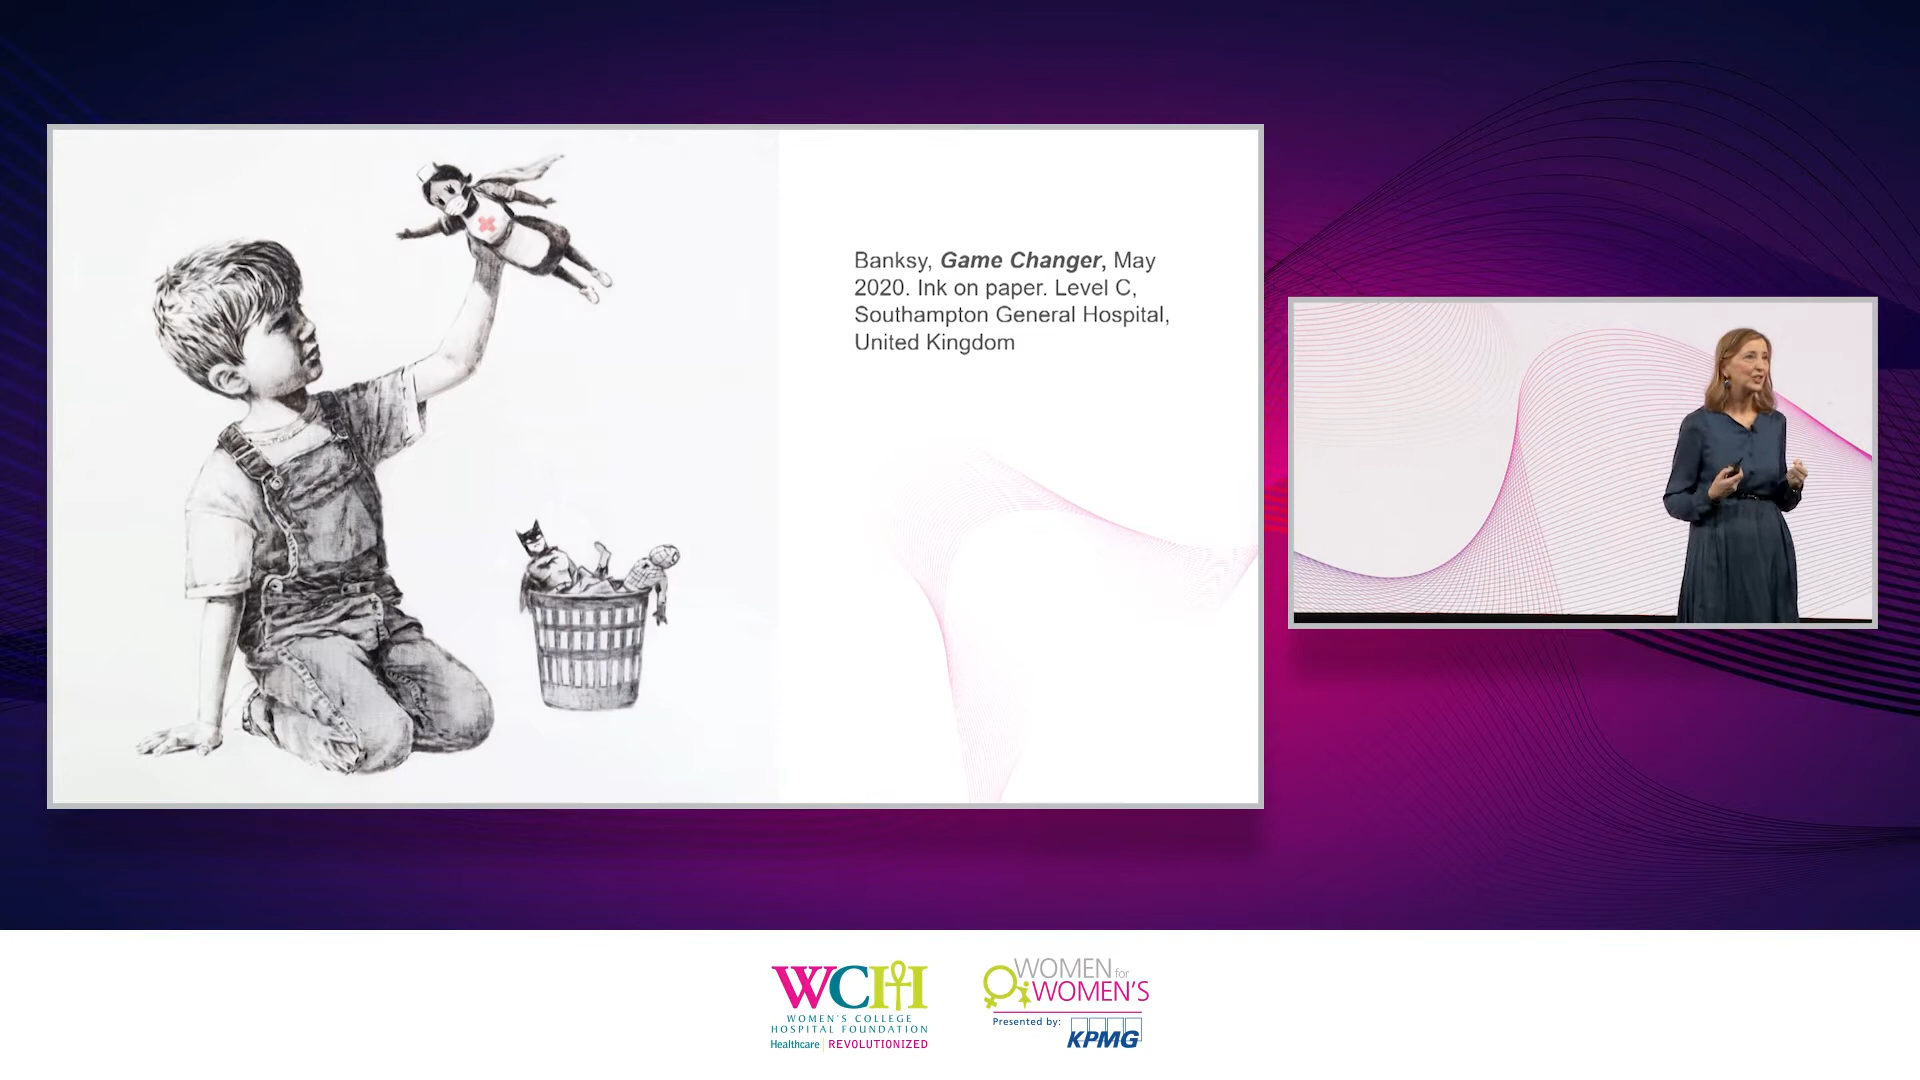 Banksy, Game Changer, May
2020. Ink on paper. Level C,
Southampton General Hospital,
United Kingdom
WCH
WOMEN'S COLLEGE
HOSPITAL FOUNDATION
Healthcare | REVOLUTIONIZED
WOMEN for
WOMEN'S
Presented by:
KPMG